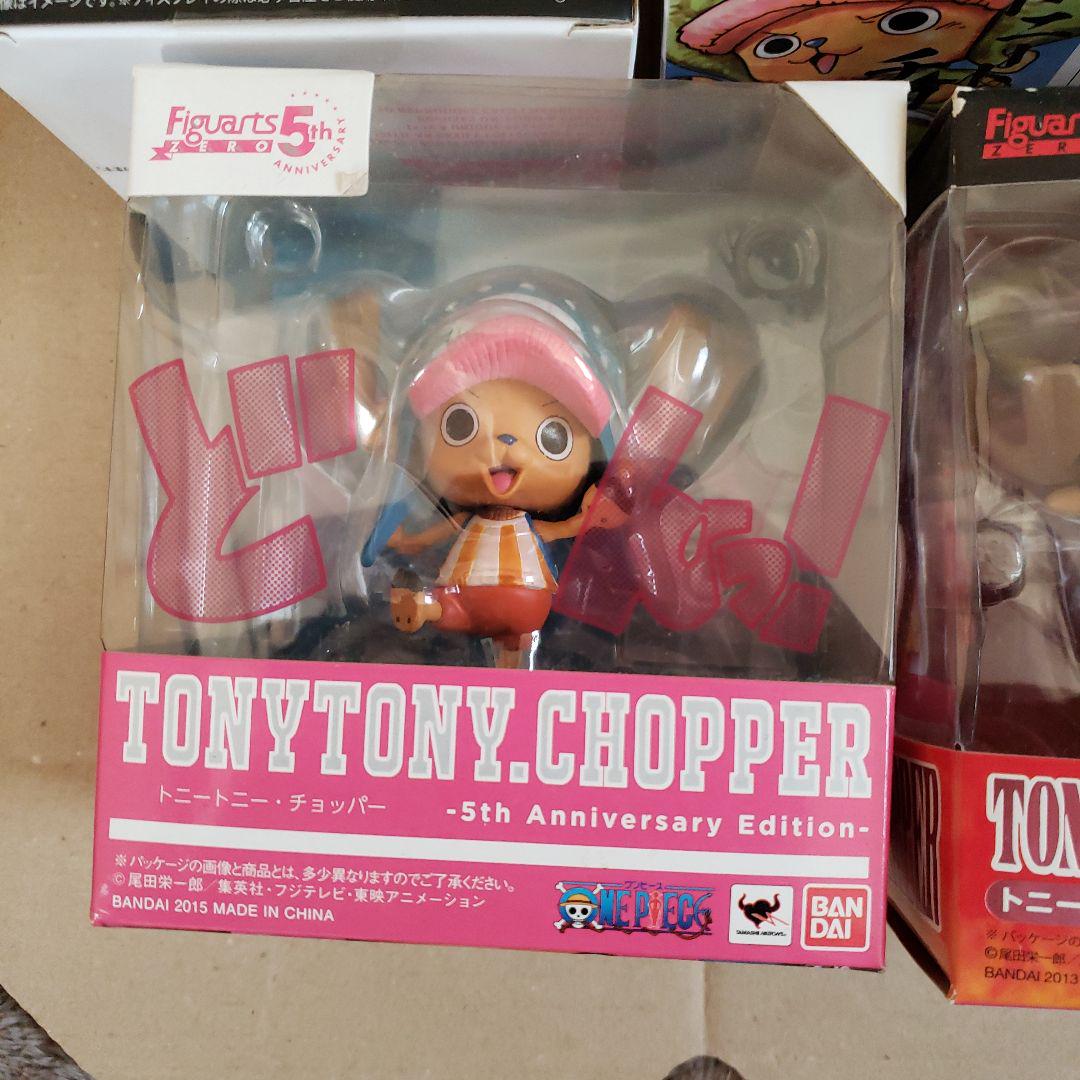 Figuarts
ZERO
5th
ANNIVERSARY
どんっ!
TONYTONY.CHOPPER
トニートニー・チョッパー
-5th Anniversary Edition-
※パッケージの画像と商品とは、多少異なりますのでご了承ください。
©尾田栄一郎/集英社・フジテレビ・東映アニメーション
BANDAI 2015 MADE IN CHINA
ワンピース
ONE PIECE
TAMASHII NATIONS
BAN
DAI
Figuar
ZER
TON
トニー
※パッケージの
©尾田栄一郎/
BANDAI 2013